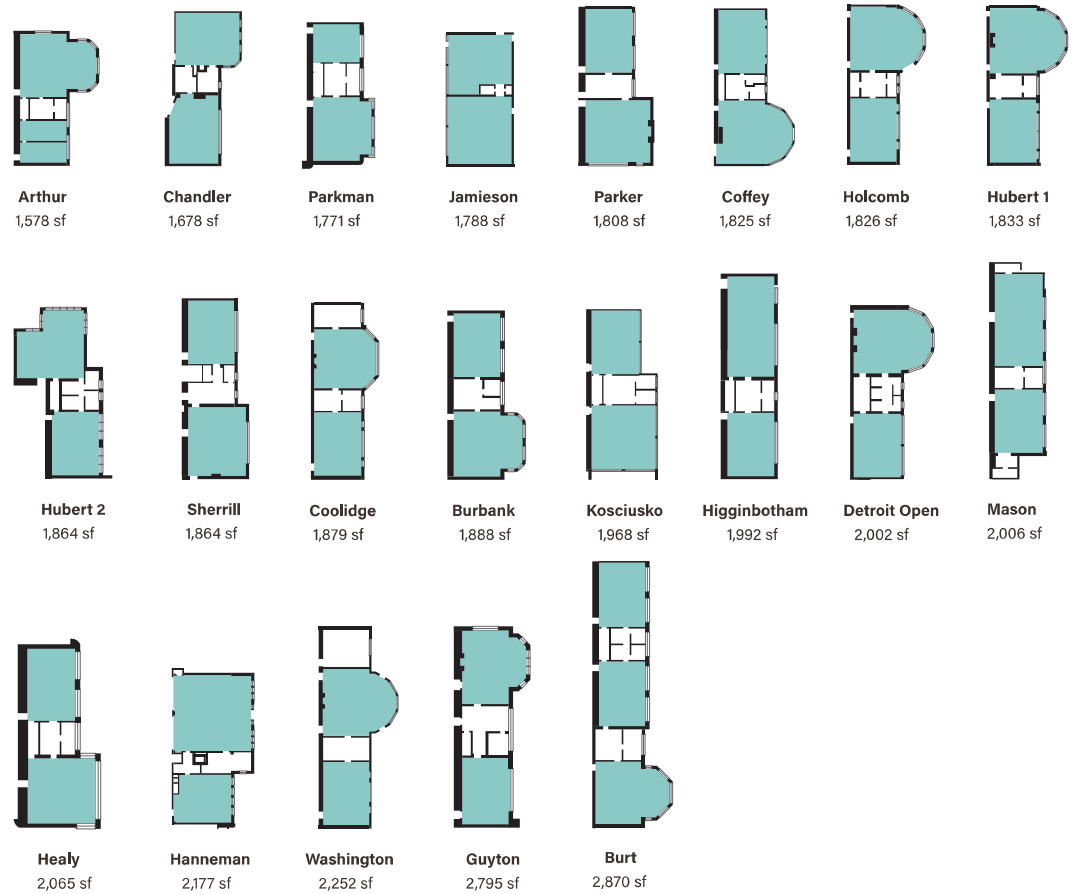 Arthur Chandler Parkman Jamieson Parker Coffey Holcomb Hubert 1
1,578 sf 1,678 sf 1,771 sf 1,788 sf 1,808 sf 1,825 sf 1,826 sf 1,833 sf
Hubert 2 Sherrill Coolidge Burbank Kosciusko Higginbotham Detroit Open Mason
1,864 sf 1,864 sf 1,879 sf 1,888 sf 1,968 sf 1,992 sf 2,002 sf 2,006 sf
Healy Hanneman Washington Guyton Burt
2,065 sf 2,177 sf 2,252 sf 2,795 sf 2,870 sf